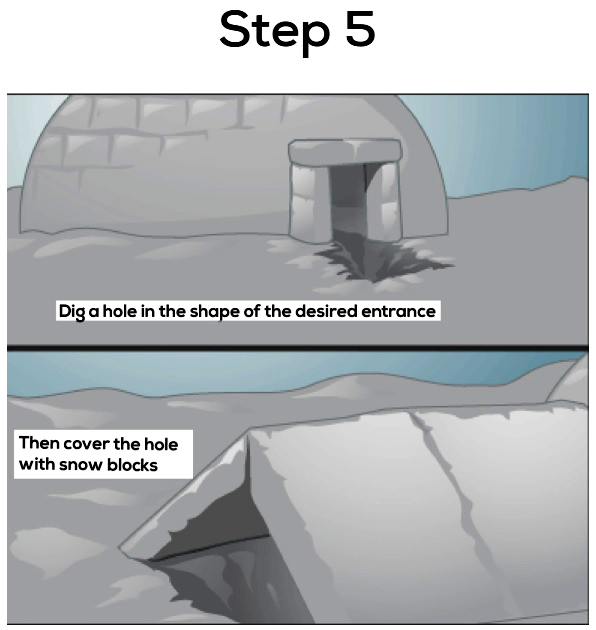 Step 5
Dig a hole in the shape of the desired entrance
Then cover the hole
with snow blocks